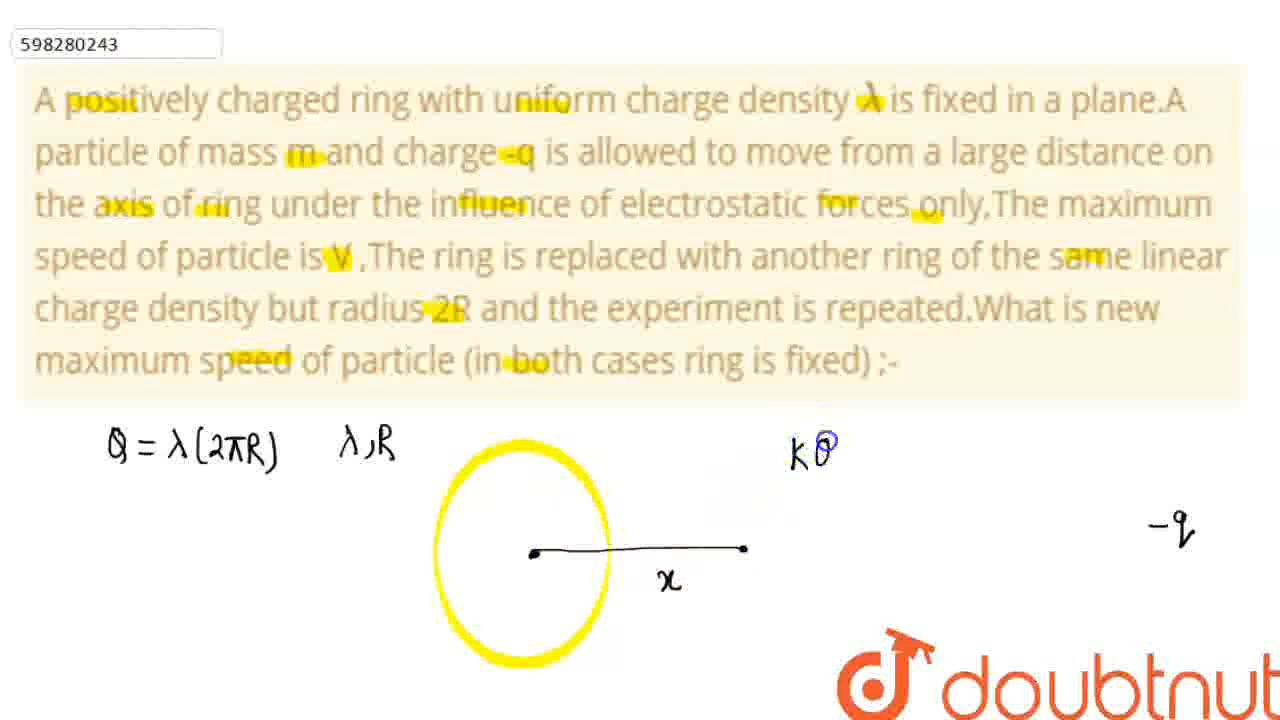 598280243
A positively charged ring with uniform charge density λ is fixed in a plane.A
particle of mass m and charge -q is allowed to move from a large distance on
the axis of ring under the influence of electrostatic forces only.The maximum
speed of particle is V .The ring is replaced with another ring of the same linear
charge density but radius 2R and the experiment is repeated.What is new
maximum speed of particle (in both cases ring is fixed) :-
Q = λ(2πR) λ,R
KQ
-q
x
doubtnut